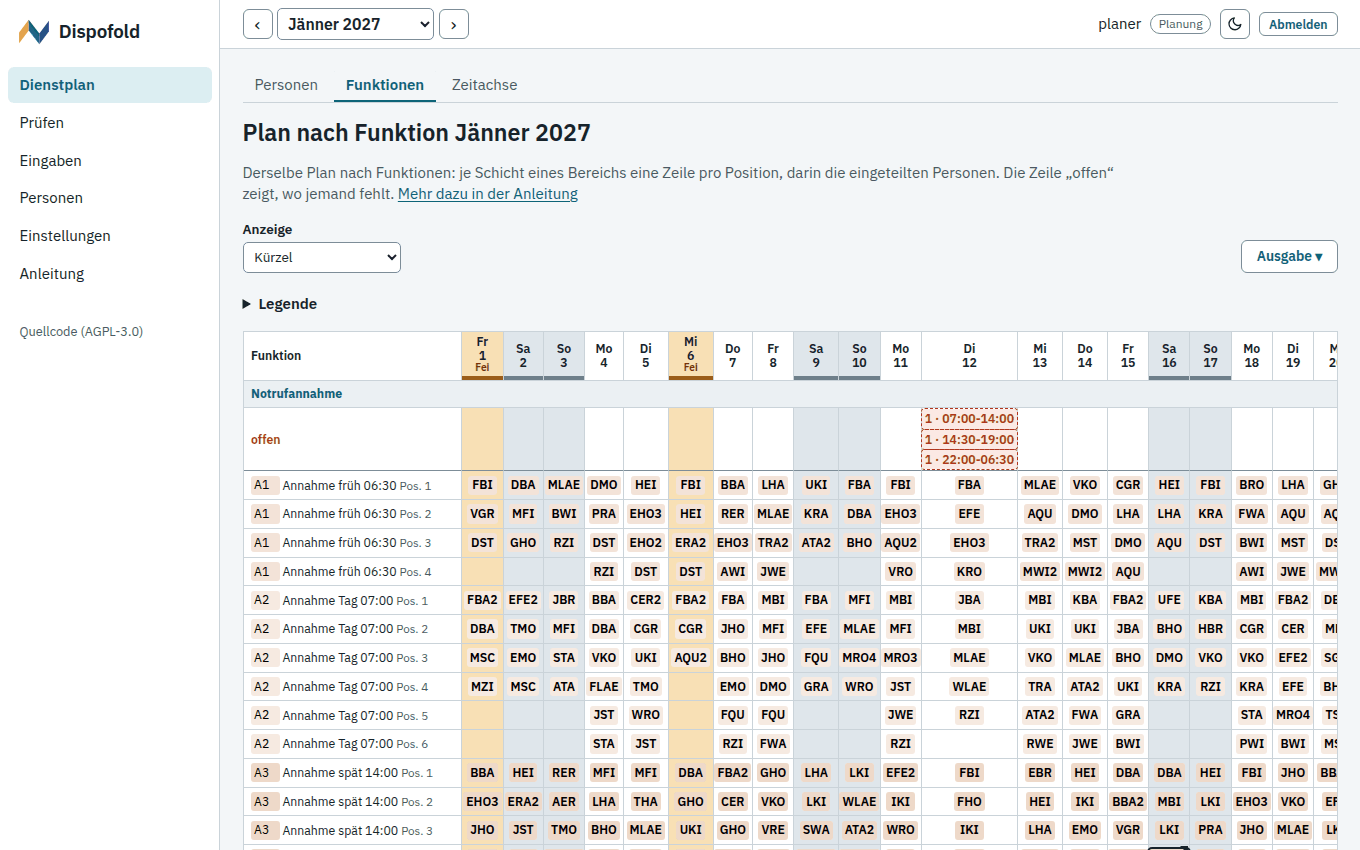 Dispofold
‹ Jänner 2027 ›
planer Planung Abmelden
Dienstplan
Prüfen
Eingaben
Personen
Einstellungen
Anleitung
Quellcode (AGPL-3.0)
Personen Funktionen Zeitachse
Plan nach Funktion Jänner 2027
Derselbe Plan nach Funktionen: je Schicht eines Bereichs eine Zeile pro Position, darin die eingeteilten Personen. Die Zeile „offen“
zeigt, wo jemand fehlt. Mehr dazu in der Anleitung
Anzeige
Kürzel
Ausgabe ▾
▶ Legende
Funktion Fr 1 Fei Sa 2 So 3 Mo 4 Di 5 Mi 6 Fei Do 7 Fr 8 Sa 9 So 10 Mo 11 Di 12 Mi 13 Do 14 Fr 15 Sa 16 So 17 Mo 18 Di 19
Notrufannahme
offen
1 · 07:00-14:00
1 · 14:30-19:00
1 · 22:00-06:30
A1 Annahme früh 06:30 Pos. 1 FBI DBA MLAE DMO HEI FBI BBA LHA UKI FBA FBI FBA MLAE VKO CGR HEI FBI BRO LHA
A1 Annahme früh 06:30 Pos. 2 VGR MFI BWI PRA EHO3 HEI RER MLAE KRA DBA EHO3 EFE AQU DMO LHA LHA KRA FWA AQU
A1 Annahme früh 06:30 Pos. 3 DST GHO RZI DST EHO2 ERA2 EHO3 TRA2 ATA2 BHO AQU2 EHO3 TRA2 MST DMO AQU DST BWI MST
A1 Annahme früh 06:30 Pos. 4 RZI DST DST AWI JWE VRO KRO MWI2 MWI2 AQU AWI JWE
A2 Annahme Tag 07:00 Pos. 1 FBA2 EFE2 JBR BBA CER2 FBA2 FBA MBI FBA MFI MBI JBA MBI KBA FBA2 UFE KBA MBI FBA2
A2 Annahme Tag 07:00 Pos. 2 DBA TMO MFI DBA CGR CGR JHO MFI EFE MLAE MFI MBI UKI UKI JBA BHO HBR CGR CER
A2 Annahme Tag 07:00 Pos. 3 MSC EMO STA VKO UKI AQU2 BHO JHO FQU MRO4 MRO3 MLAE VKO MLAE BHO DMO VKO VKO EFE2
A2 Annahme Tag 07:00 Pos. 4 MZI MSC ATA FLAE TMO EMO DMO GRA WRO JST WLAE TRA ATA2 UKI KRA RZI KRA EFE
A2 Annahme Tag 07:00 Pos. 5 JST WRO FQU FQU JWE RZI ATA2 FWA GRA STA MRO4
A2 Annahme Tag 07:00 Pos. 6 STA JST RZI FWA RZI RWE JWE BWI PWI BWI
A3 Annahme spät 14:00 Pos. 1 BBA HEI RER MFI MFI DBA FBA2 GHO LHA LKI EFE2 FBI EBR HEI DBA DBA HEI FBI JHO
A3 Annahme spät 14:00 Pos. 2 EHO3 ERA2 AER LHA THA GHO CER VKO LKI WLAE IKI FHO HEI IKI BBA2 MBI LKI EHO3 VKO
A3 Annahme spät 14:00 Pos. 3 JHO JST TMO BHO MLAE UKI GHO VRE SWA ATA2 WRO IKI LHA EMO VGR LKI PRA JHO MLAE